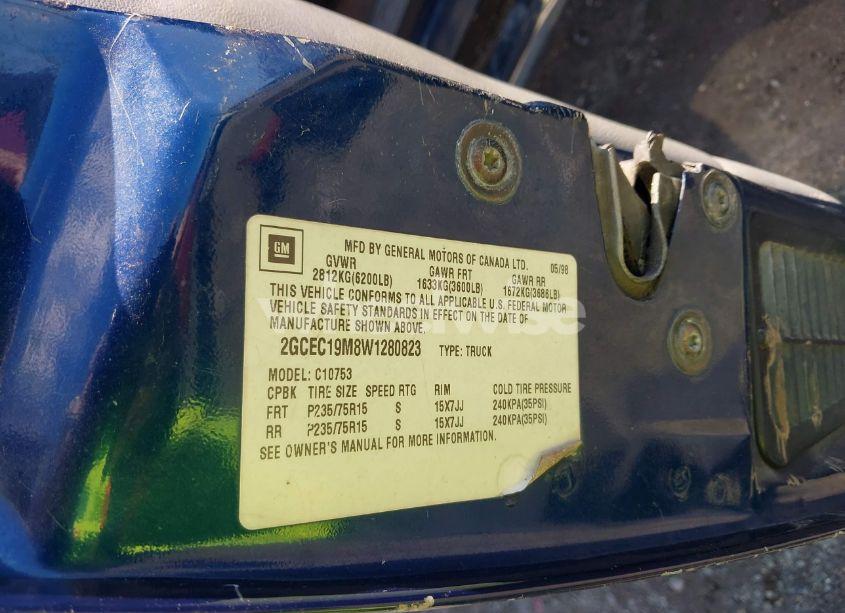 GM
MFD BY GENERAL MOTORS OF CANADA LTD.
05/98
GVWR GAWR FRT GAWR RR
2812KG(6200LB) 1633KG(3600LB) 1672KG(3686LB)
THIS VEHICLE CONFORMS TO ALL APPLICABLE U.S. FEDERAL MOTOR
VEHICLE SAFETY STANDARDS IN EFFECT ON THE DATE OF
MANUFACTURE SHOWN ABOVE.
2GCEC19M8W1280823 TYPE: TRUCK
MODEL: C10753
CPBK TIRE SIZE SPEED RTG RIM COLD TIRE PRESSURE
FRT P235/75R15 S 15X7JJ 240KPA(35PSI)
RR P235/75R15 S 15X7JJ 240KPA(35PSI)
SEE OWNER'S MANUAL FOR MORE INFORMATION.